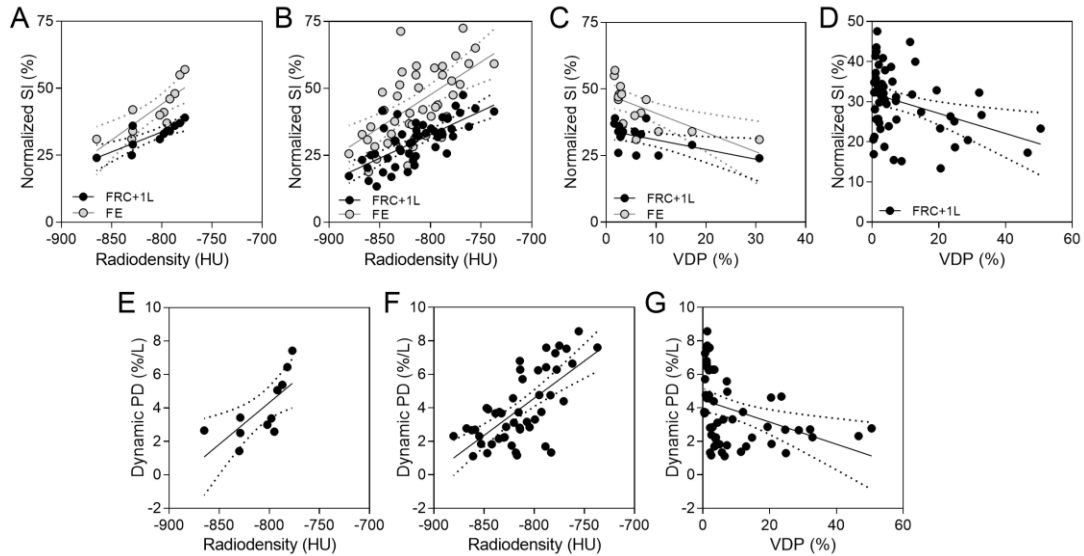 A
Normalized SI (%)
75
50
25
0
FRC+1L
FE
-900 -850 -800 -750 -700
Radiodensity (HU)
B
Normalized SI (%)
75
50
25
0
FRC+1L
FE
-900 -850 -800 -750 -700
Radiodensity (HU)
C
Normalized SI (%)
75
50
25
0
FRC+1L
FE
0 10 20 30 40
VDP (%)
D
Normalized SI (%)
50
40
30
20
10
0
FRC+1L
0 20 40 60
VDP (%)
E
Dynamic PD (%/L)
10
8
6
4
2
0
-2
-900 -850 -800 -750 -700
Radiodensity (HU)
F
Dynamic PD (%/L)
10
8
6
4
2
0
-2
-900 -850 -800 -750 -700
Radiodensity (HU)
G
Dynamic PD (%/L)
10
8
6
4
2
0
-2
0 20 40 60
VDP (%)